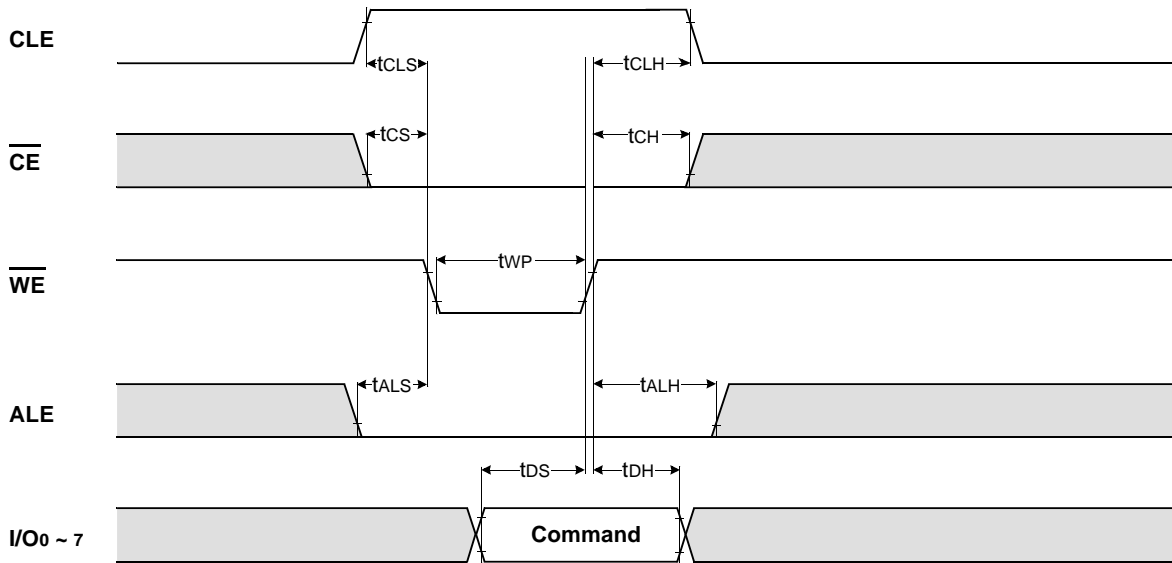 CLE
tCLS
tCLH
CE
tCS
tCH
WE
tWP
ALE
tALS
tALH
I/O0 ~ 7
tDS
tDH
Command